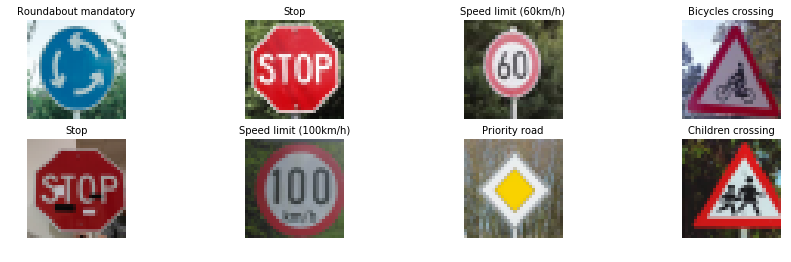 Roundabout mandatory
Stop
Speed limit (60km/h)
Bicycles crossing
STOP
60
Stop
Speed limit (100km/h)
Priority road
Children crossing
STOP
100
km/h